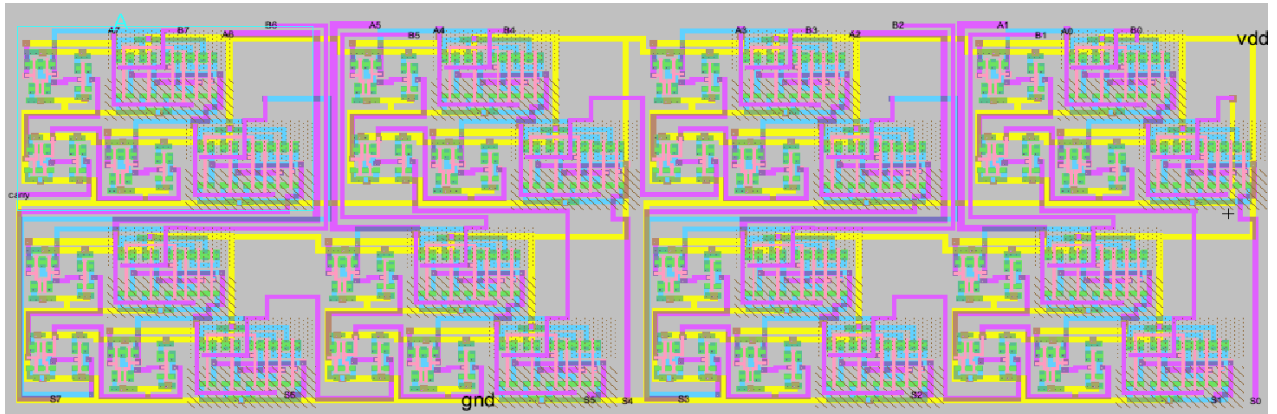 A7 B7 A6 B6 A5 B5 A4 B4 A3 B3 A2 B2 A1 B1 A0 B0 vdd
carry
S7 S6 gnd S5 S4 S3 S2 S1 S0